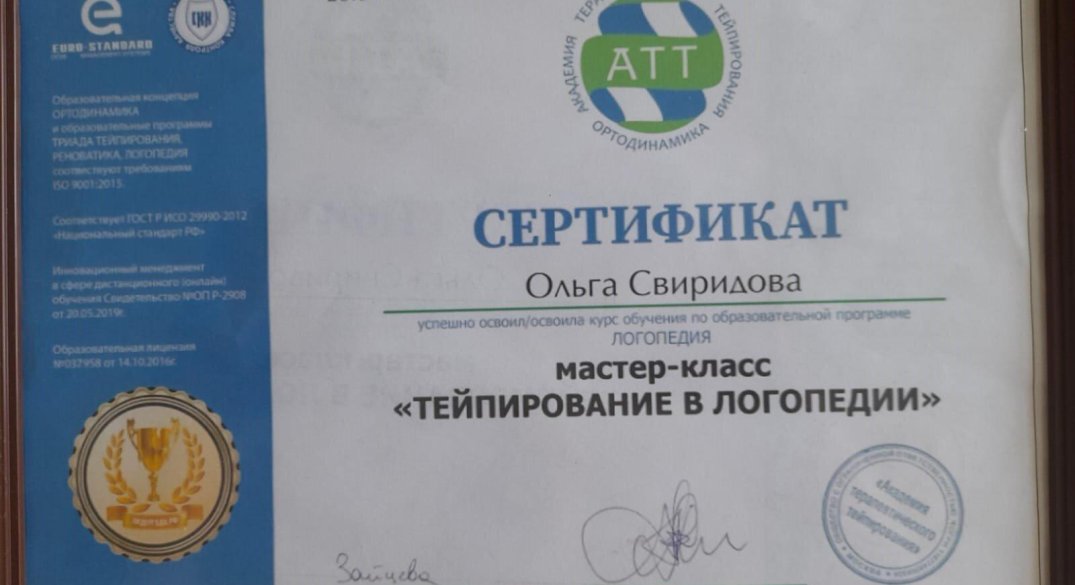 e
EURO-STANDARD
СКК
АКАДЕМИЯ ТЕРА ТЕЙПИРОВАНИЯ
АТТ
ОРТОДИНАМИКА
Образовательная концепция
ОРТОДИНАМИКА
и образовательные программы
ТРИАДА ТЕЙПИРОВАНИЯ,
РЕНОВАТИКА, ЛОГОПЕДИЯ
соответствуют требованиям
ISO 9001:2015
Соответствует ГОСТ Р ИСО 29990-2012
«Национальный стандарт РФ»
Инновационный менеджмент
в сфере дистанционного (онлайн)
обучения Свидетельство №ОП Р-2908
от 20.05.2019г.
Образовательная лицензия
№037958 от 14.10.2016г.
СЕРТИФИКАТ
Ольга Свиридова
успешно освоил/освоила курс обучения по образовательной программе
ЛОГОПЕДИЯ
мастер-класс
«ТЕЙПИРОВАНИЕ В ЛОГОПЕДИИ»
«Академия
терапевтического
тейпирования»
Зайцева